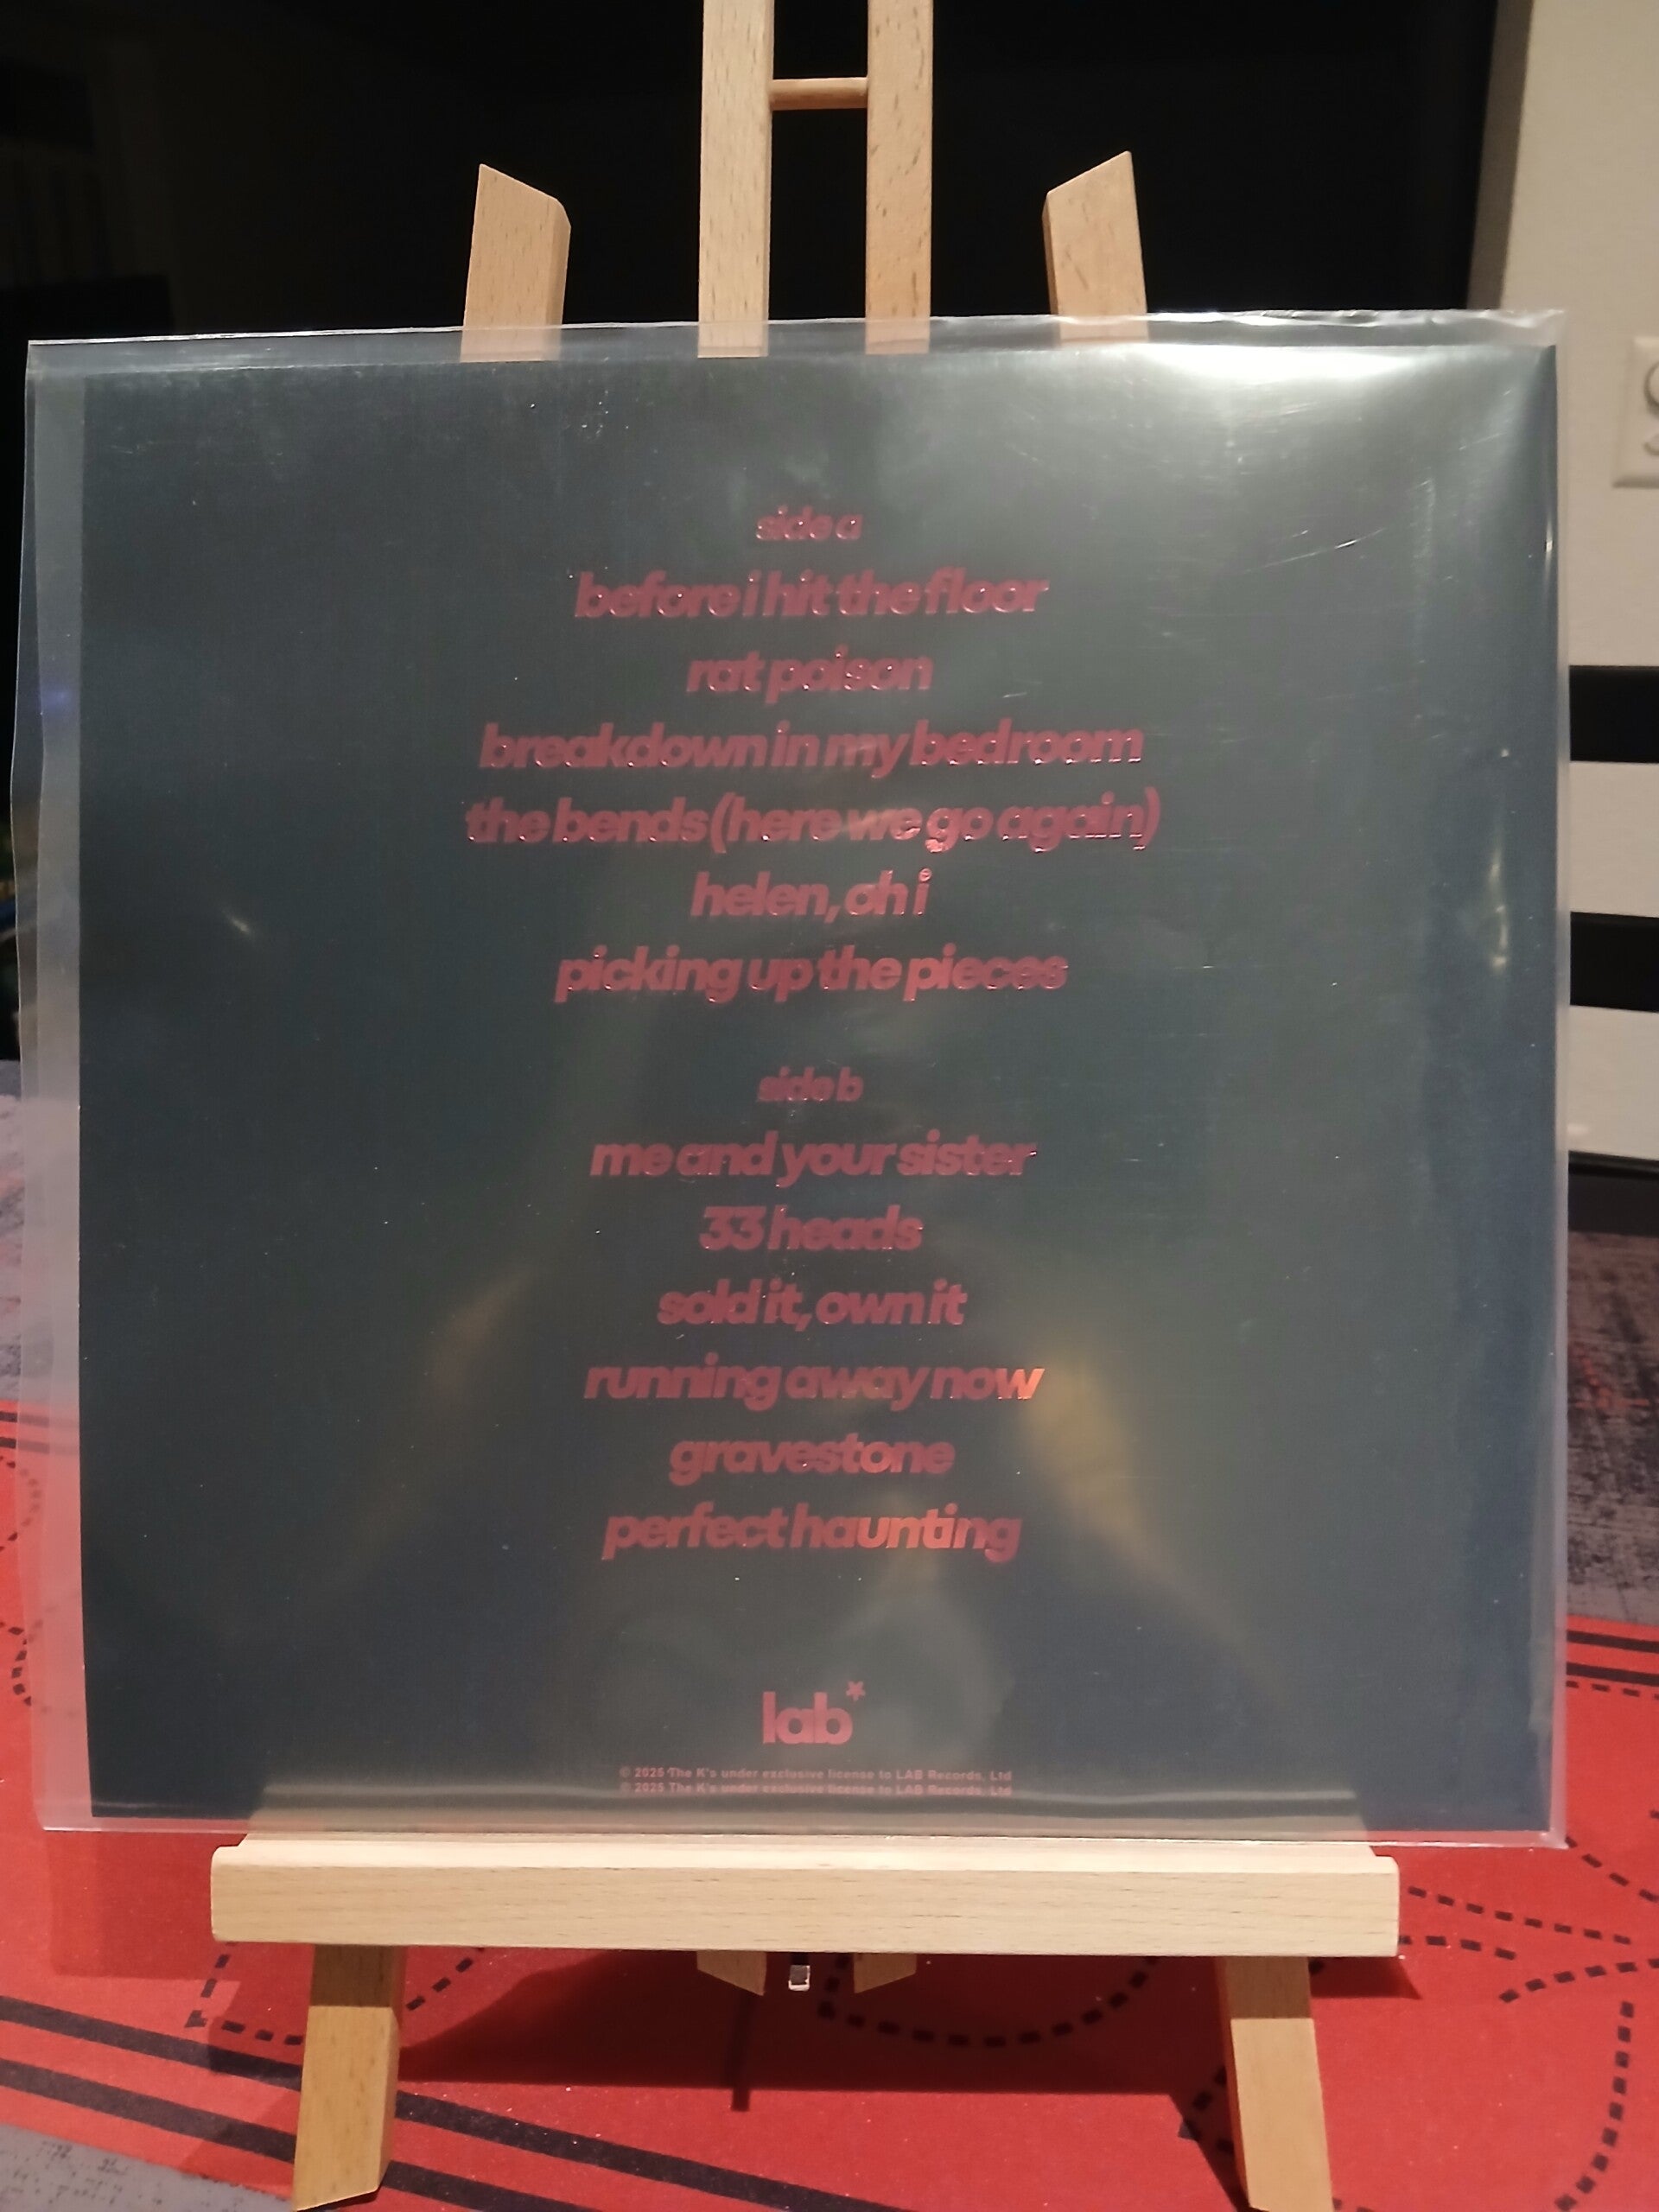 side a
before i hit the floor
rat poison
breakdown in my bedroom
the bends (here we go again)
helen, oh i
picking up the pieces
side b
me and your sister
33 heads
sold it, own it
running away now
gravestone
perfect haunting
lab*
© 2025 The K's under exclusive license to LAB Records, Ltd
© 2025 The K's under exclusive license to LAB Records, Ltd